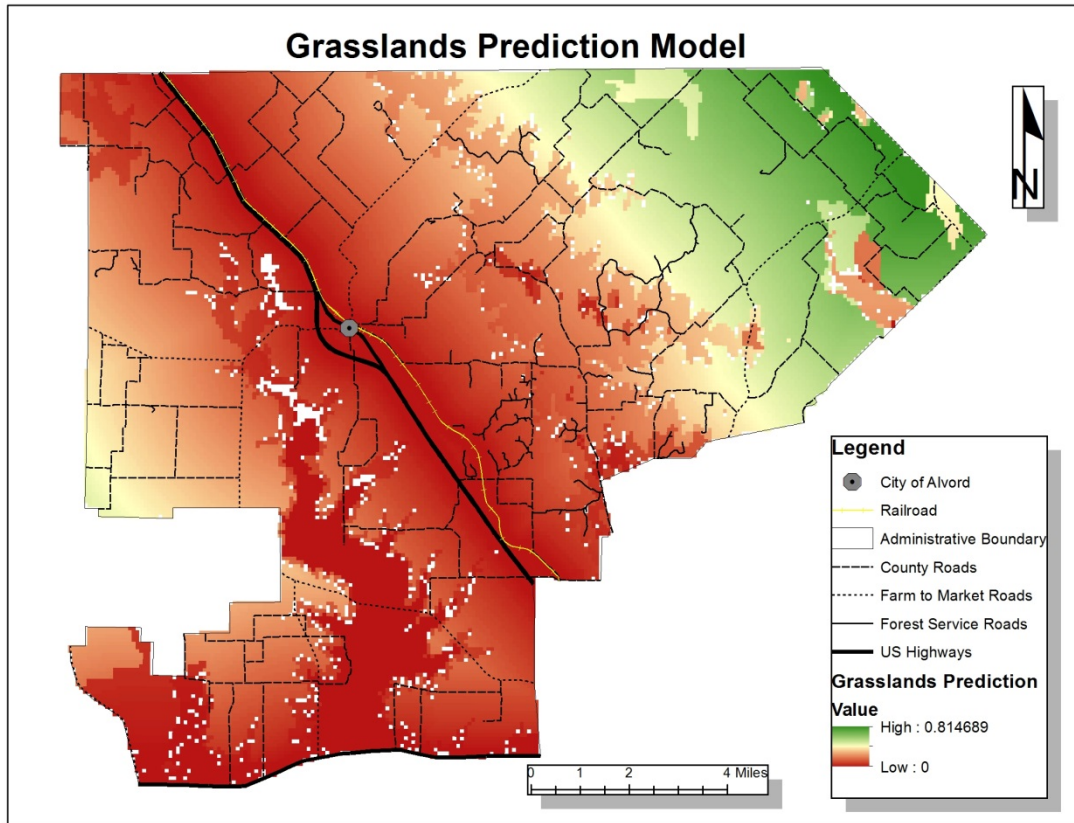 Grasslands Prediction Model
N
Legend
City of Alvord
Railroad
Administrative Boundary
County Roads
Farm to Market Roads
Forest Service Roads
US Highways
Grasslands Prediction
Value
High : 0.814689
Low : 0
0 1 2 4 Miles